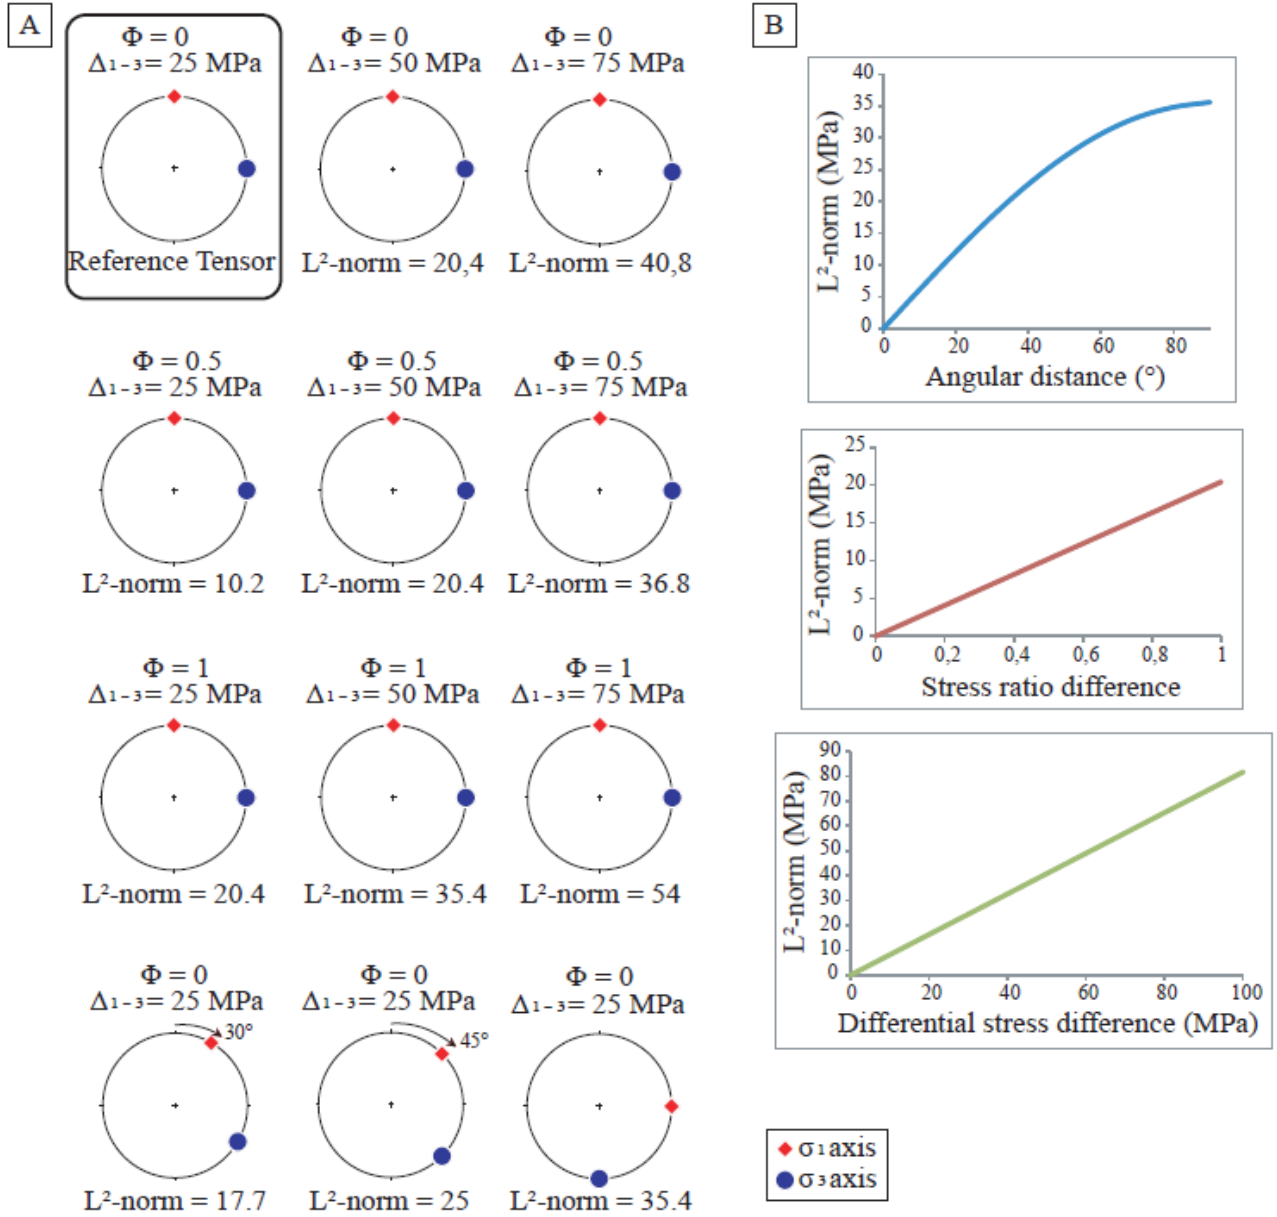 A
Φ = 0
Δ₁₋₃= 25 MPa
Reference Tensor
Φ = 0
Δ₁₋₃= 50 MPa
L²-norm = 20,4
Φ = 0
Δ₁₋₃= 75 MPa
L²-norm = 40,8
Φ = 0.5
Δ₁₋₃= 25 MPa
L²-norm = 10.2
Φ = 0.5
Δ₁₋₃= 50 MPa
L²-norm = 20.4
Φ = 0.5
Δ₁₋₃= 75 MPa
L²-norm = 36.8
Φ = 1
Δ₁₋₃= 25 MPa
L²-norm = 20.4
Φ = 1
Δ₁₋₃= 50 MPa
L²-norm = 35.4
Φ = 1
Δ₁₋₃= 75 MPa
L²-norm = 54
Φ = 0
Δ₁₋₃= 25 MPa
30°
L²-norm = 17.7
Φ = 0
Δ₁₋₃= 25 MPa
45°
L²-norm = 25
Φ = 0
Δ₁₋₃= 25 MPa
L²-norm = 35.4
B
L²-norm (MPa)
40
35
30
25
20
15
10
5
0
0 20 40 60 80
Angular distance (°)
L²-norm (MPa)
25
20
15
10
5
0
0 0,2 0,4 0,6 0,8 1
Stress ratio difference
L²-norm (MPa)
90
80
70
60
50
40
30
20
10
0
0 20 40 60 80 100
Differential stress difference (MPa)
σ₁ axis
σ₃ axis